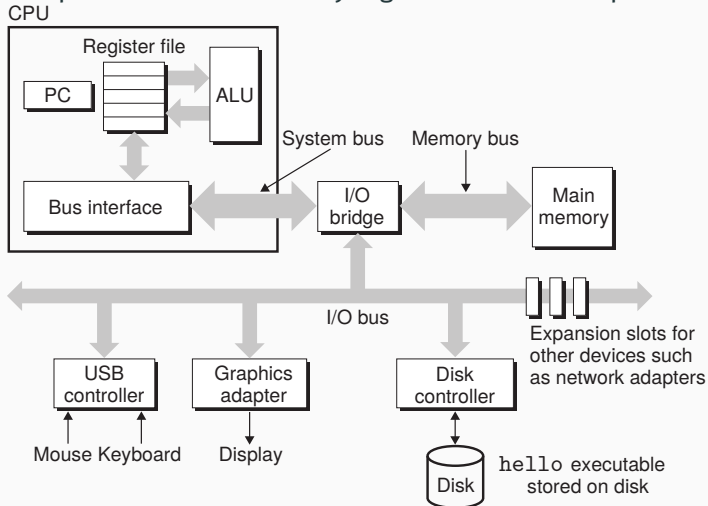 CPU
Register file
PC
ALU
System bus
Memory bus
Bus interface
I/O
bridge
Main
memory
I/O bus
Expansion slots for
other devices such
as network adapters
USB
controller
Graphics
adapter
Disk
controller
Mouse Keyboard
Display
Disk
hello executable
stored on disk